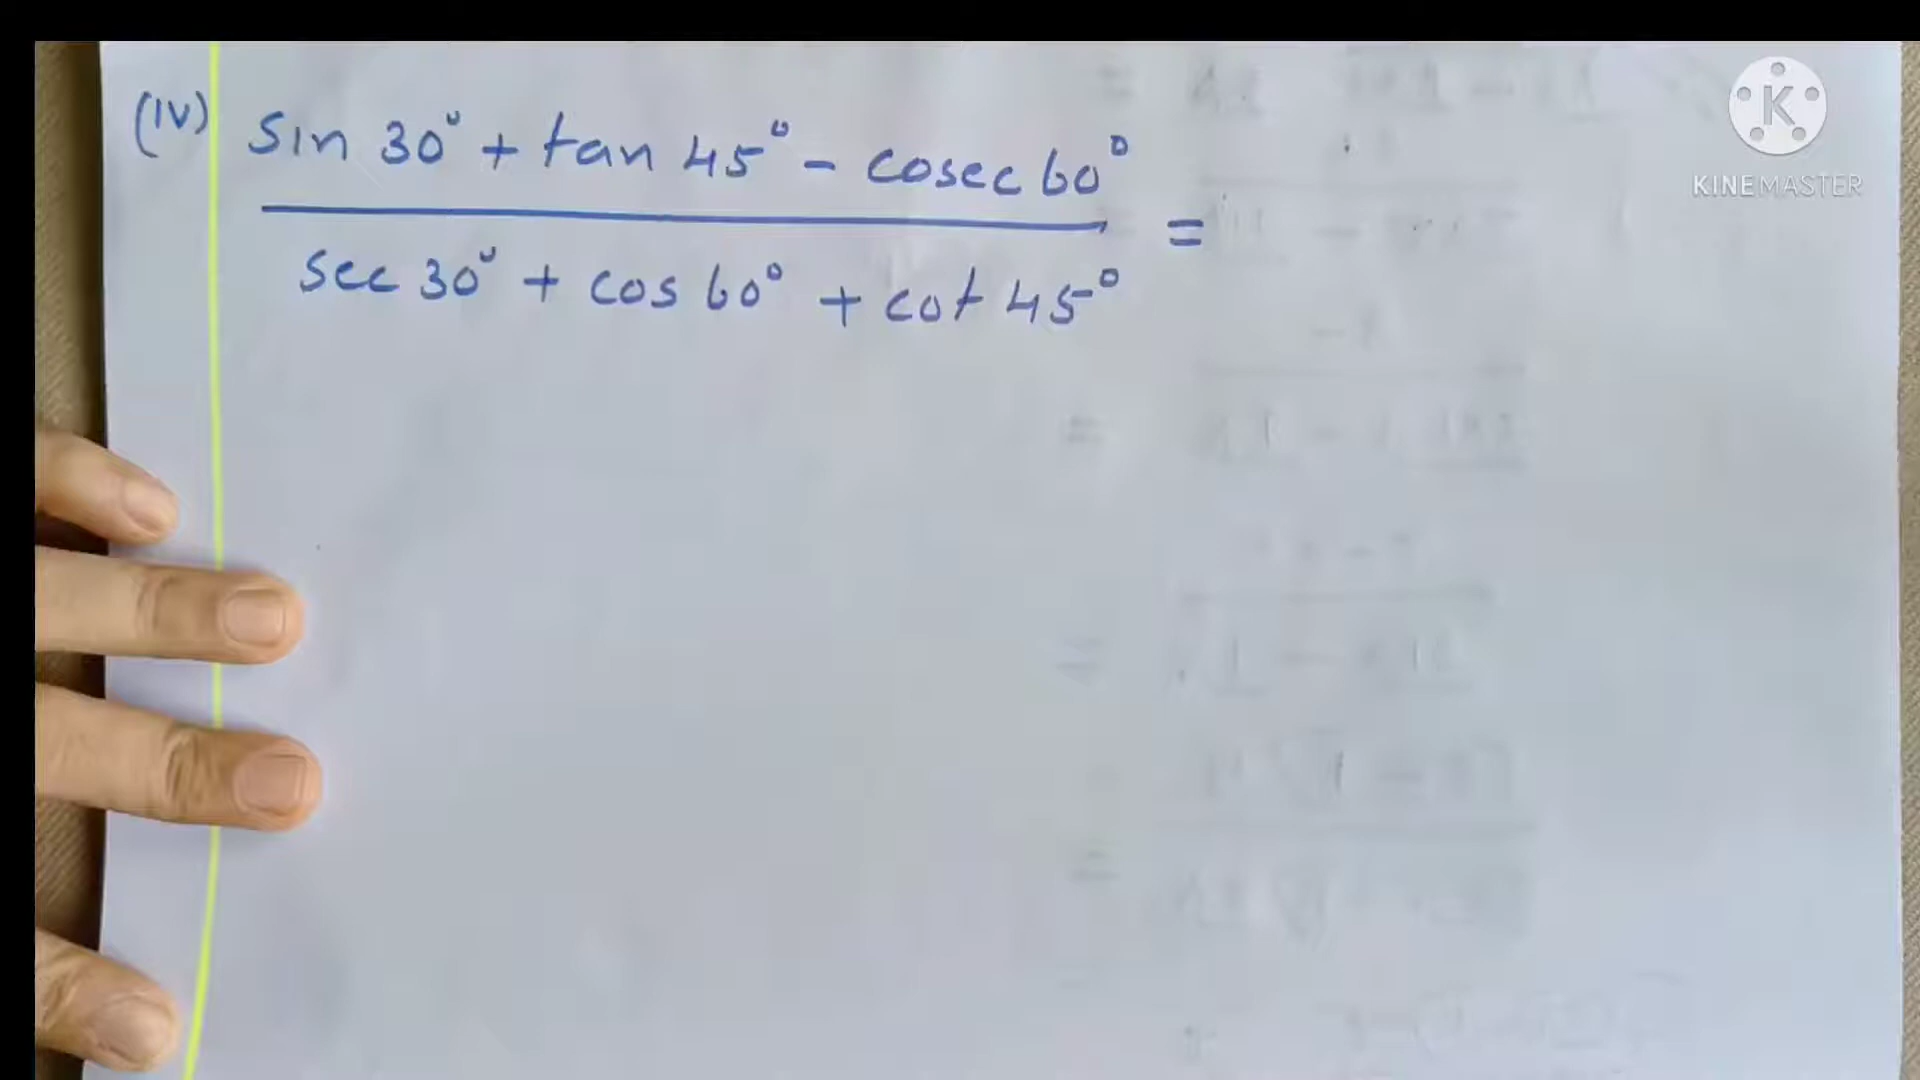 (iv) sin 30° + tan 45° - cosec 60°
=
sec 30° + cos 60° + cot 45°
KINEMASTER